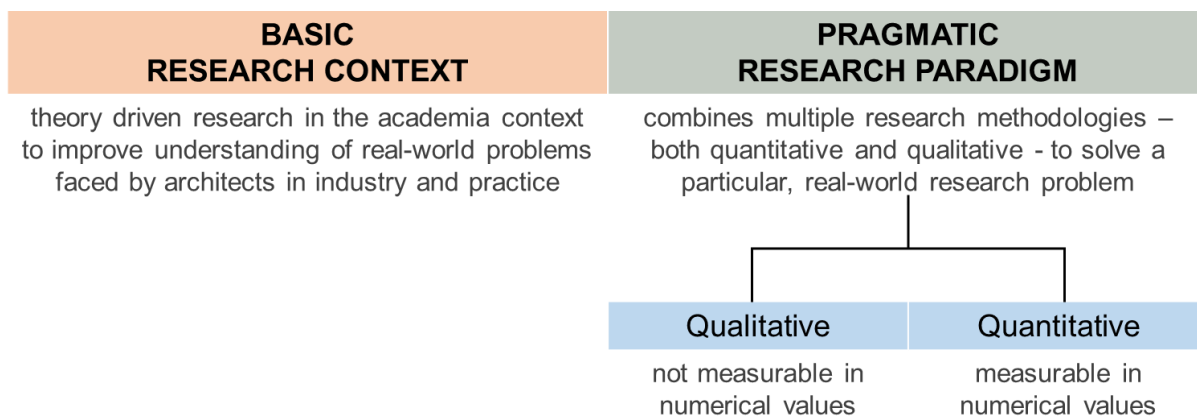 BASIC
RESEARCH CONTEXT
theory driven research in the academia context
to improve understanding of real-world problems
faced by architects in industry and practice
PRAGMATIC
RESEARCH PARADIGM
combines multiple research methodologies –
both quantitative and qualitative - to solve a
particular, real-world research problem
Qualitative
not measurable in
numerical values
Quantitative
measurable in
numerical values